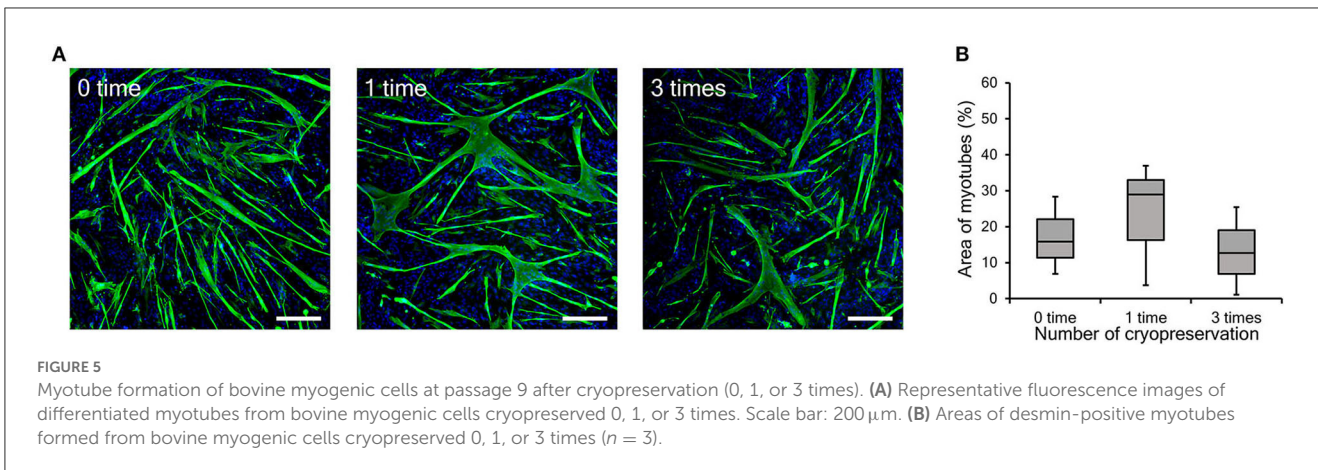 A
0 time
1 time
3 times
B
Area of myotubes (%)
60
50
40
30
20
10
0
0 time 1 time 3 times
Number of cryopreservation
FIGURE 5
Myotube formation of bovine myogenic cells at passage 9 after cryopreservation (0, 1, or 3 times). (A) Representative fluorescence images of
differentiated myotubes from bovine myogenic cells cryopreserved 0, 1, or 3 times. Scale bar: 200 μm. (B) Areas of desmin-positive myotubes
formed from bovine myogenic cells cryopreserved 0, 1, or 3 times (n = 3).